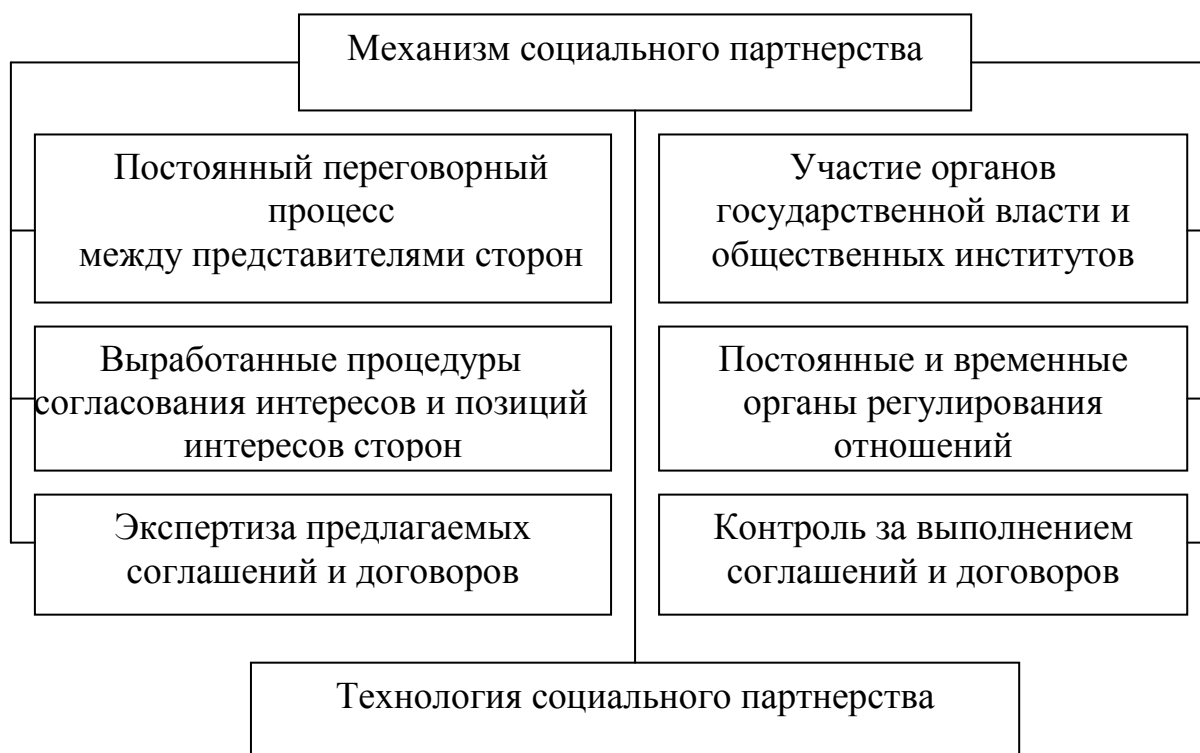 Механизм социального партнерства
Постоянный переговорный
процесс
между представителями сторон
Участие органов
государственной власти и
общественных институтов
Выработанные процедуры
согласования интересов и позиций
интересов сторон
Постоянные и временные
органы регулирования
отношений
Экспертиза предлагаемых
соглашений и договоров
Контроль за выполнением
соглашений и договоров
Технология социального партнерства